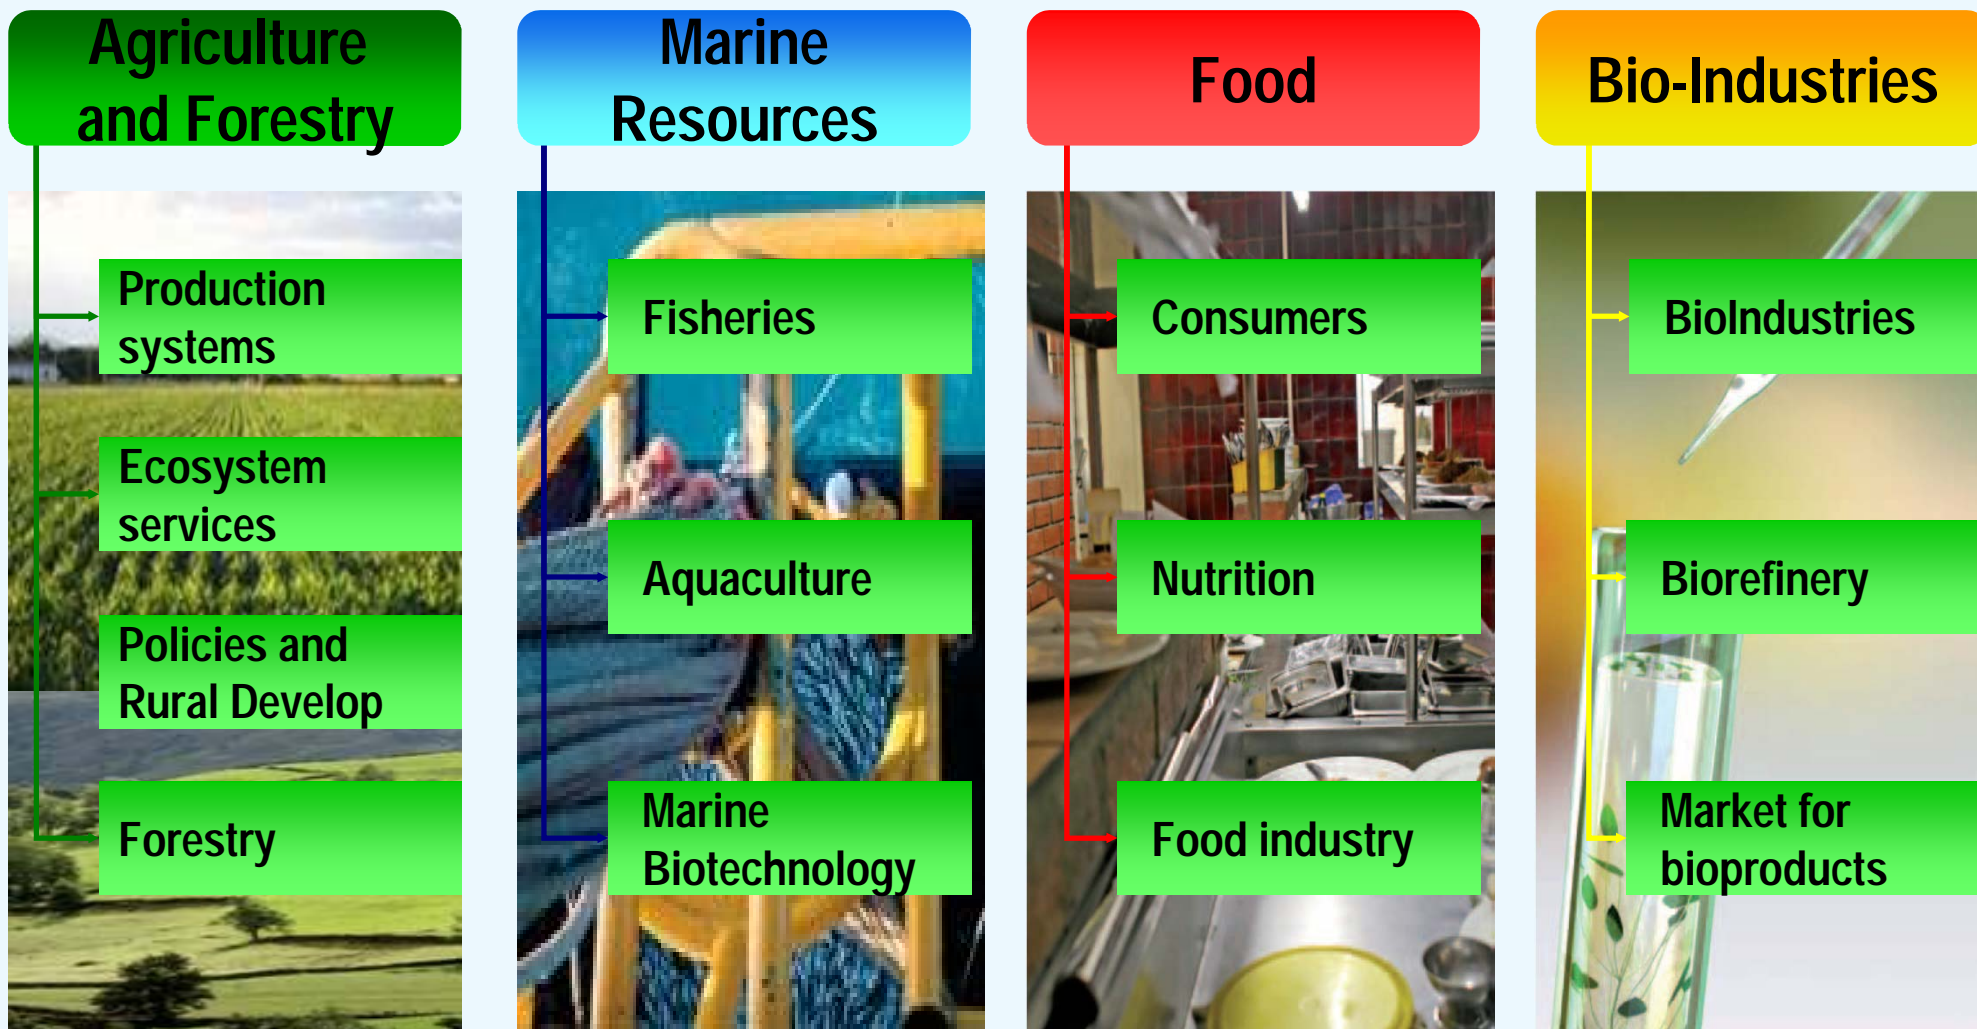 Agriculture
and Forestry
Production
systems
Ecosystem
services
Policies and
Rural Develop
Forestry
Marine
Resources
Fisheries
Aquaculture
Marine
Biotechnology
Food
Consumers
Nutrition
Food industry
Bio-Industries
BioIndustries
Biorefinery
Market for
bioproducts